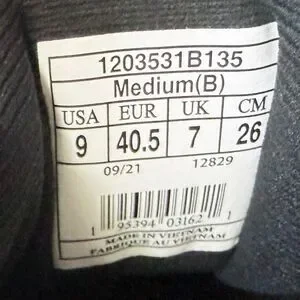 1203531B135
Medium(B)
USA EUR UK CM
9 40.5 7 26
09/21 12829
1 95394 03162 1
MADE IN VIETNAM
FABRIQUE AU VIETNAM